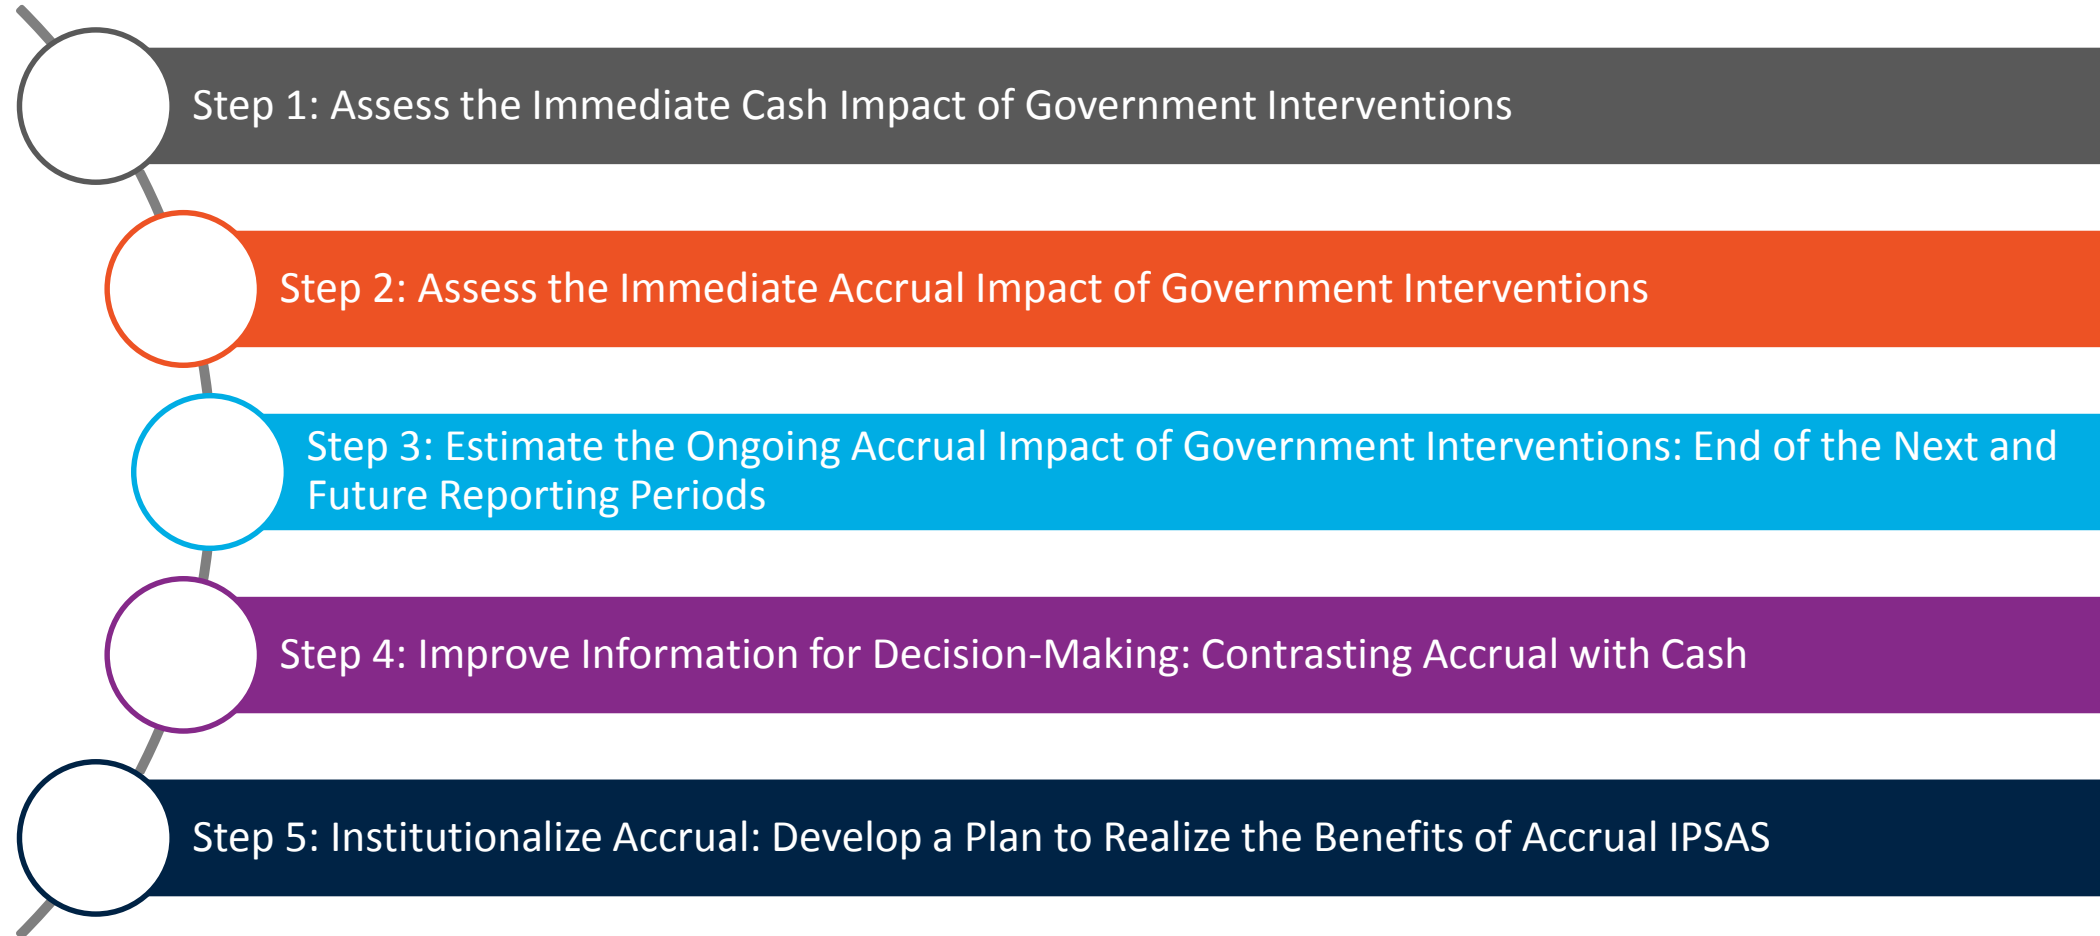 Step 1: Assess the Immediate Cash Impact of Government Interventions
Step 2: Assess the Immediate Accrual Impact of Government Interventions
Step 3: Estimate the Ongoing Accrual Impact of Government Interventions: End of the Next and
Future Reporting Periods
Step 4: Improve Information for Decision-Making: Contrasting Accrual with Cash
Step 5: Institutionalize Accrual: Develop a Plan to Realize the Benefits of Accrual IPSAS